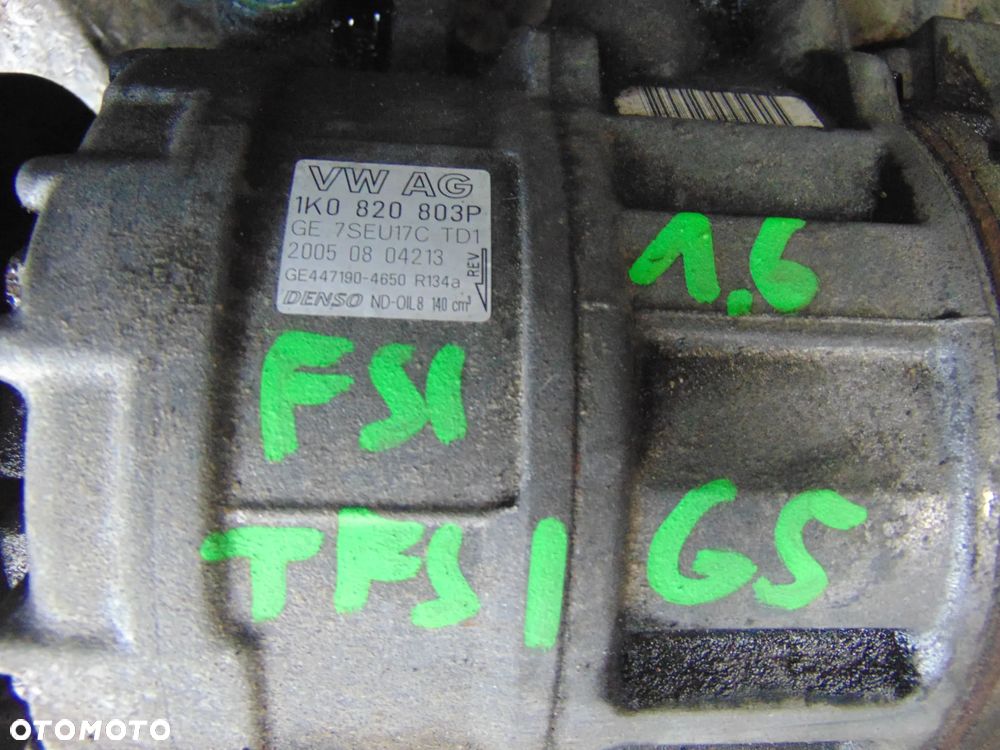 VW AG
1K0 820 803P
GE 7SEU17C TD1
2005 08 04213
GE447190-4650 R134a
REV
DENSO ND-OIL8 140 cm³
1.6
FSI
TFSI
G5
OTOMOTO